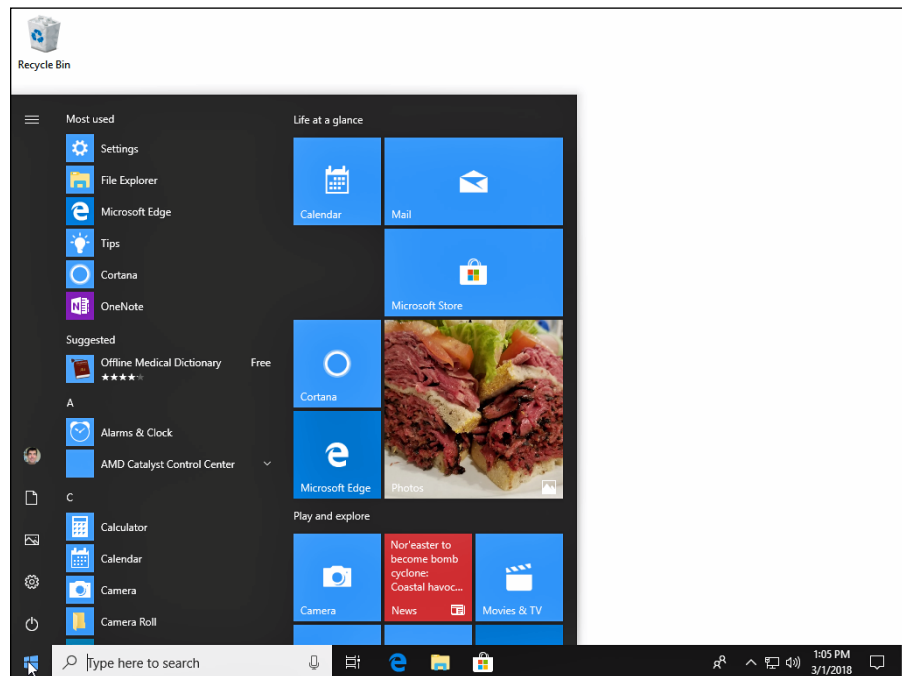 Recycle Bin
Most used
Settings
File Explorer
Microsoft Edge
Tips
Cortana
OneNote
Suggested
Offline Medical Dictionary Free
A
Alarms & Clock
AMD Catalyst Control Center
C
Calculator
Calendar
Camera
Camera Roll
Life at a glance
Calendar
Mail
Microsoft Store
Cortana
Microsoft Edge
Photos
Play and explore
Camera
Nor'easter to
become bomb
cyclone:
Coastal havoc...
News
Movies & TV
Type here to search
1:05 PM
3/1/2018